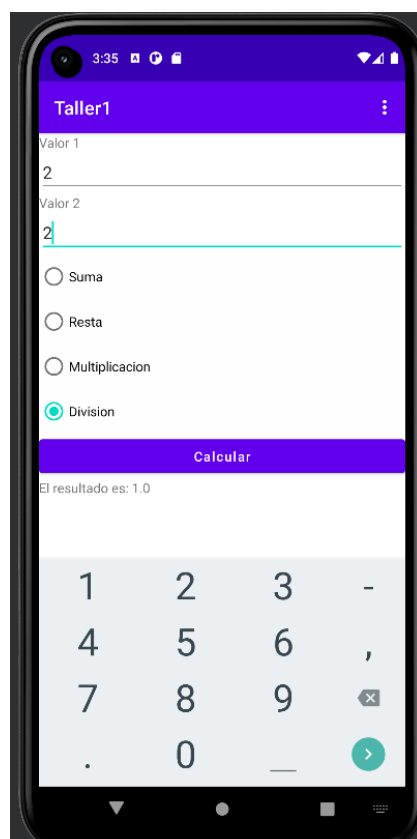 3:35
Taller1
Valor 1
2
Valor 2
2
Suma
Resta
Multiplicacion
Division
Calcular
El resultado es: 1.0
1 2 3 -
4 5 6 ,
7 8 9
. 0 _